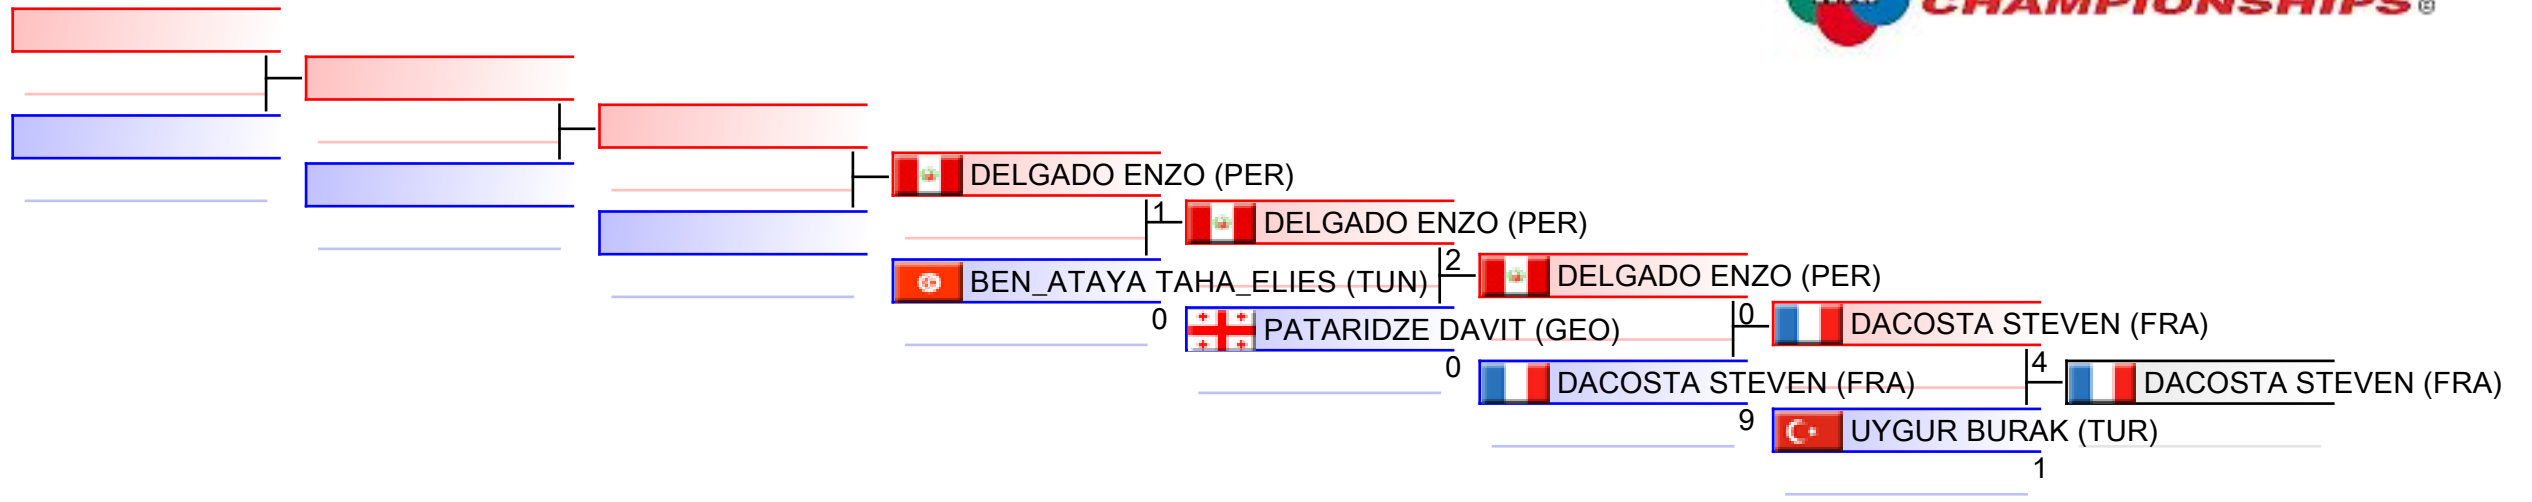 CHAMPIONSHIPS®
DELGADO ENZO (PER)
1
DELGADO ENZO (PER)
BEN_ATAYA TAHA_ELIES (TUN)
0
2
DELGADO ENZO (PER)
PATARIDZE DAVIT (GEO)
0
0
DACOSTA STEVEN (FRA)
DACOSTA STEVEN (FRA)
9
4
DACOSTA STEVEN (FRA)
UYGUR BURAK (TUR)
1